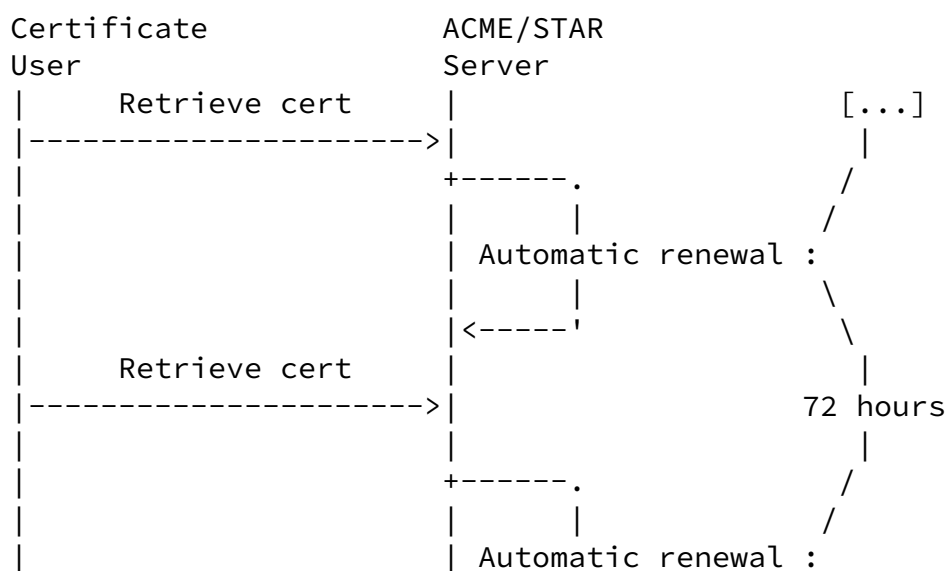 Certificate ACME/STAR
User Server
| Retrieve cert | [...]
|---------------------->| |
| +------. /
| | | /
| | Automatic renewal :
| | | \
| |<-----' \
| Retrieve cert | |
|---------------------->| 72 hours
| | |
| +------. /
| | | /
| | Automatic renewal :